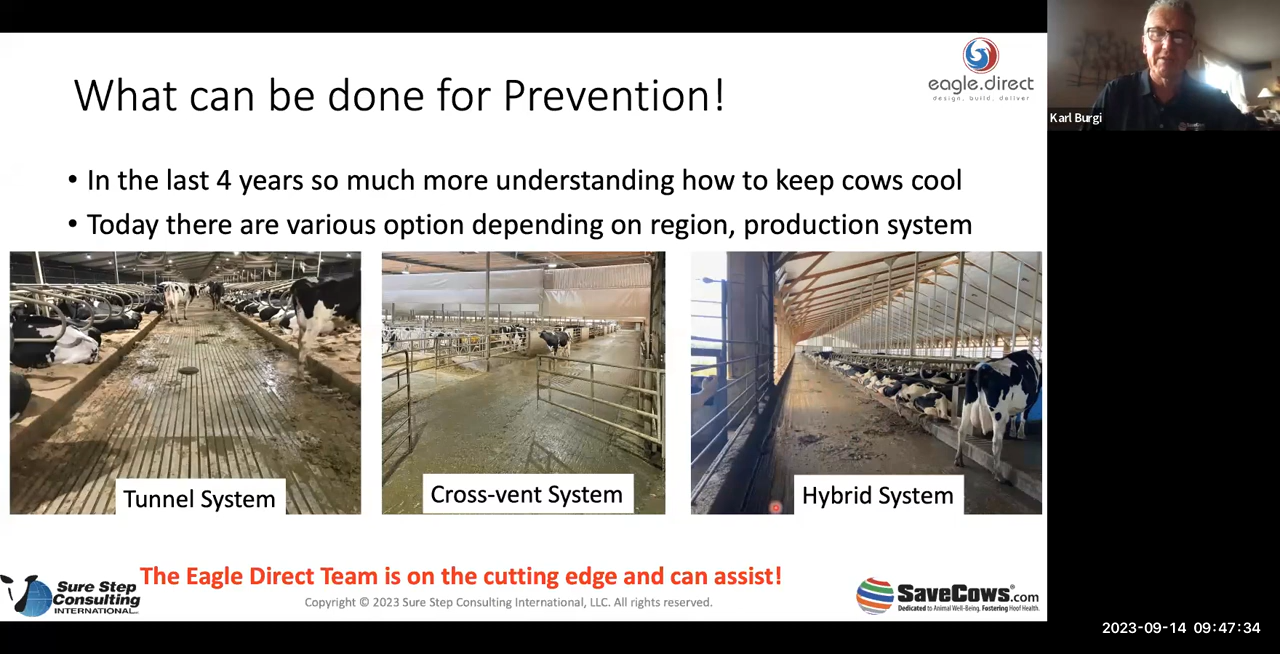 What can be done for Prevention!
eagle.direct
design. build. deliver
Karl Burgi
• In the last 4 years so much more understanding how to keep cows cool
• Today there are various option depending on region, production system
Tunnel System
Cross-vent System
Hybrid System
The Eagle Direct Team is on the cutting edge and can assist!
Sure Step
Consulting
INTERNATIONAL
Copyright © 2023 Sure Step Consulting International, LLC. All rights reserved.
SaveCows®.com
Dedicated to Animal Well-Being. Fostering Hoof Health.
2023-09-14 09:47:34